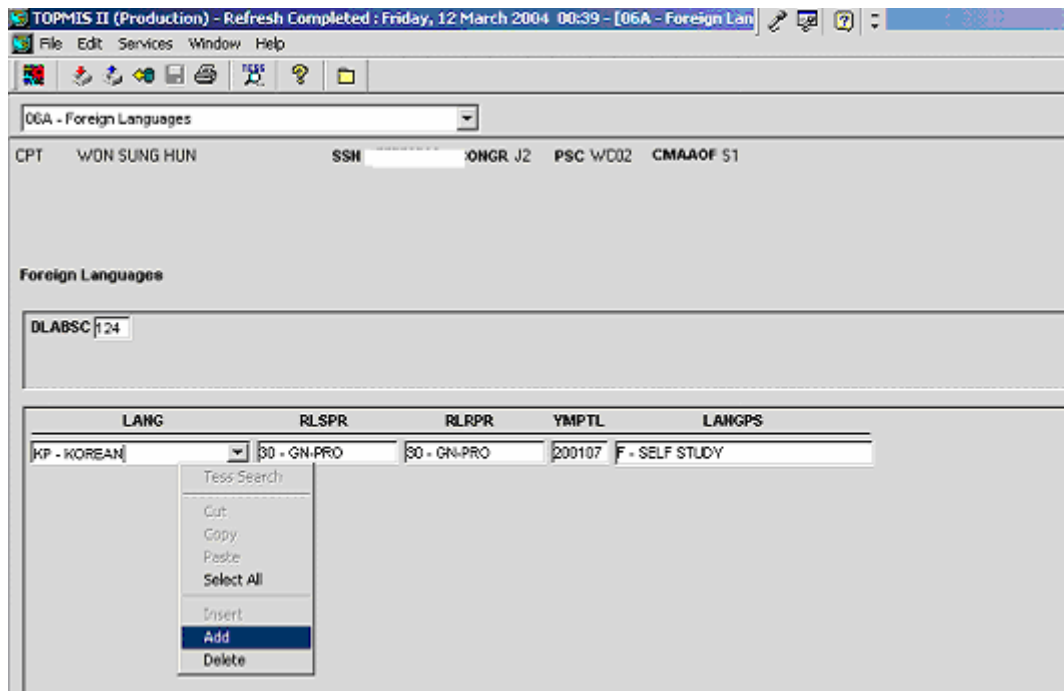 TOPMIS II (Production) - Refresh Completed : Friday, 12 March 2004 00:39 - [06A - Foreign Lan
File Edit Services Window Help
TESS
06A - Foreign Languages
CPT WON SUNG HUN SSN ONGR J2 PSC WC02 CMAAOF S1
Foreign Languages
DLABSC 124
LANG RLSPR RLRPR YMPTL LANGPS
KP - KOREAN 30 - GN-PRO 30 - GN-PRO 200107 F - SELF STUDY
Tess Search
Cut
Copy
Paste
Select All
Insert
Add
Delete